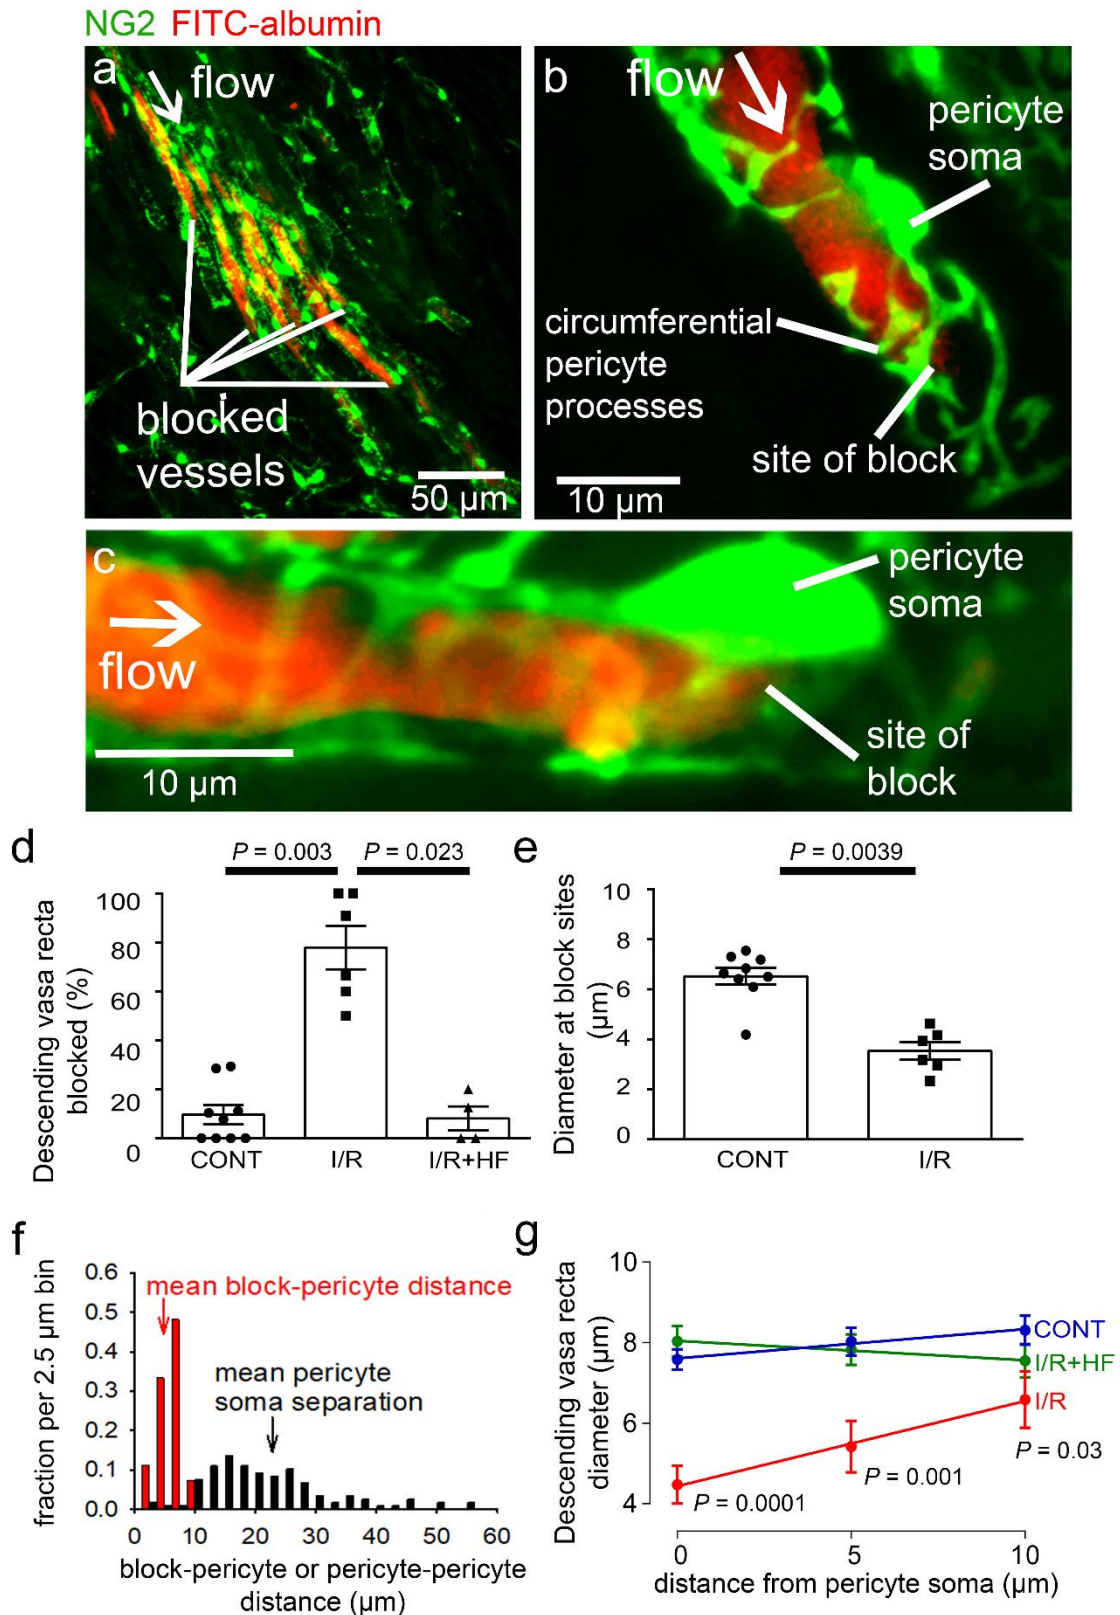 NG2 FITC-albumin
a
flow
blocked
vessels
50 µm
b
flow
pericyte
soma
circumferential
pericyte
processes
site of block
10 µm
c
flow
pericyte
soma
site of
block
10 µm
d
P = 0.003
P = 0.023
Descending vasa recta
blocked (%)
100
80
60
40
20
0
CONT
I/R
I/R+HF
e
P = 0.0039
Diameter at block sites
(µm)
10
8
6
4
2
0
CONT
I/R
f
fraction per 2.5 µm bin
0.6
0.5
0.4
0.3
0.2
0.1
0.0
mean block-pericyte distance
mean pericyte
soma separation
0 10 20 30 40 50 60
block-pericyte or pericyte-pericyte
distance (µm)
g
Descending vasa recta
diameter (µm)
10
8
6
4
CONT
I/R+HF
I/R
P = 0.03
P = 0.001
P = 0.0001
0 5 10
distance from pericyte soma (µm)